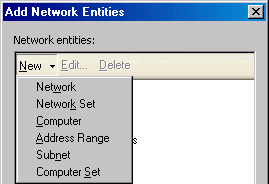 Add Network Entities
Network entities:
New Edit... Delete
Network
Network Set
Computer
Address Range
Subnet
Computer Set